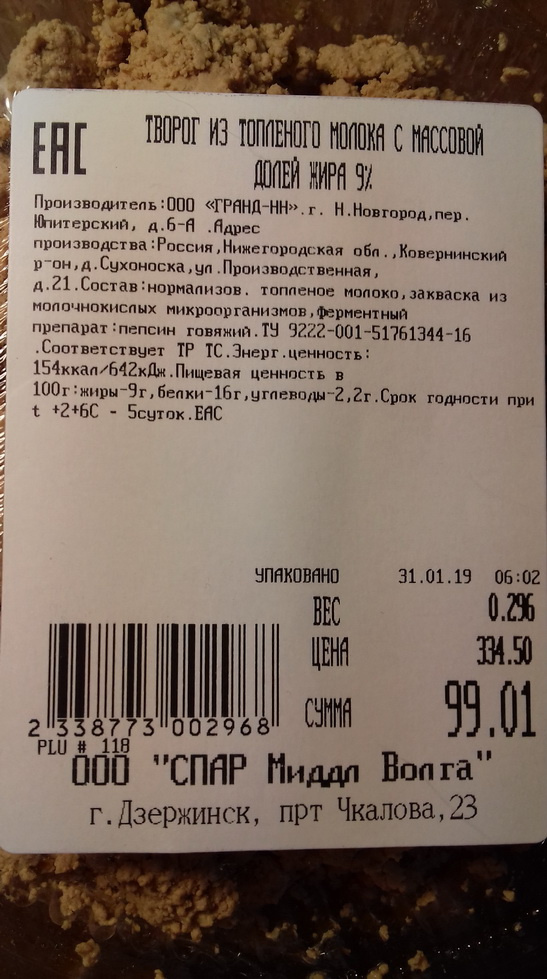 ЕАС
ТВОРОГ ИЗ ТОПЛЕНОГО МОЛОКА С МАССОВОЙ
ДОЛЕЙ ЖИРА 9%
Производитель:ООО «ГРАНД-НН».г. Н.Новгород,пер.
Юпитерский, д.6-А .Адрес
производства:Россия,Нижегородская обл.,Ковернинский
р-он,д.Сухоноска,ул.Производственная,
д.21.Состав:нормализов. топленое молоко,закваска из
молочнокислых микроорганизмов,ферментный
препарат:пепсин говяжий.ТУ 9222-001-51761344-16
.Соответствует ТР ТС.Энерг.ценность:
154ккал/642кДж.Пищевая ценность в
100г:жиры-9г,белки-16г,углеводы-2,2г.Срок годности при
t +2+6С - 5суток.ЕАС
УПАКОВАНО 31.01.19 06:02
ВЕС 0.296
ЦЕНА 334.50
СУММА 99.01
2 338773 002968
PLU # 118
ООО "СПАР Миддл Волга"
г.Дзержинск, прт Чкалова,23